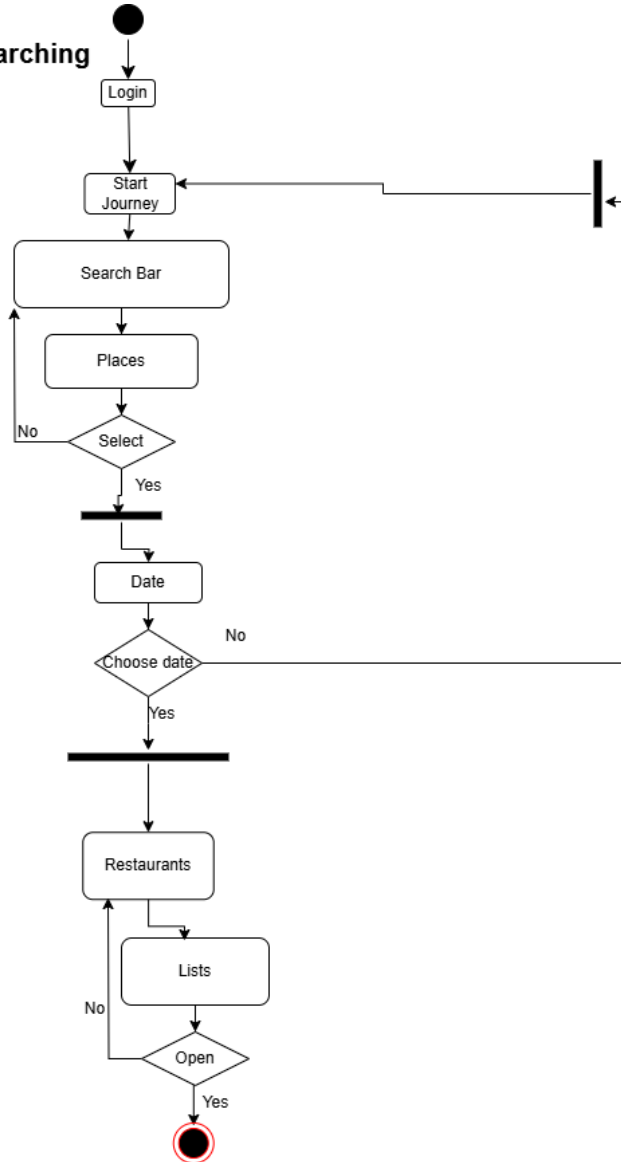 arching
Login
Start
Journey
Search Bar
Places
No
Select
Yes
Date
No
Choose date
Yes
Restaurants
Lists
No
Open
Yes